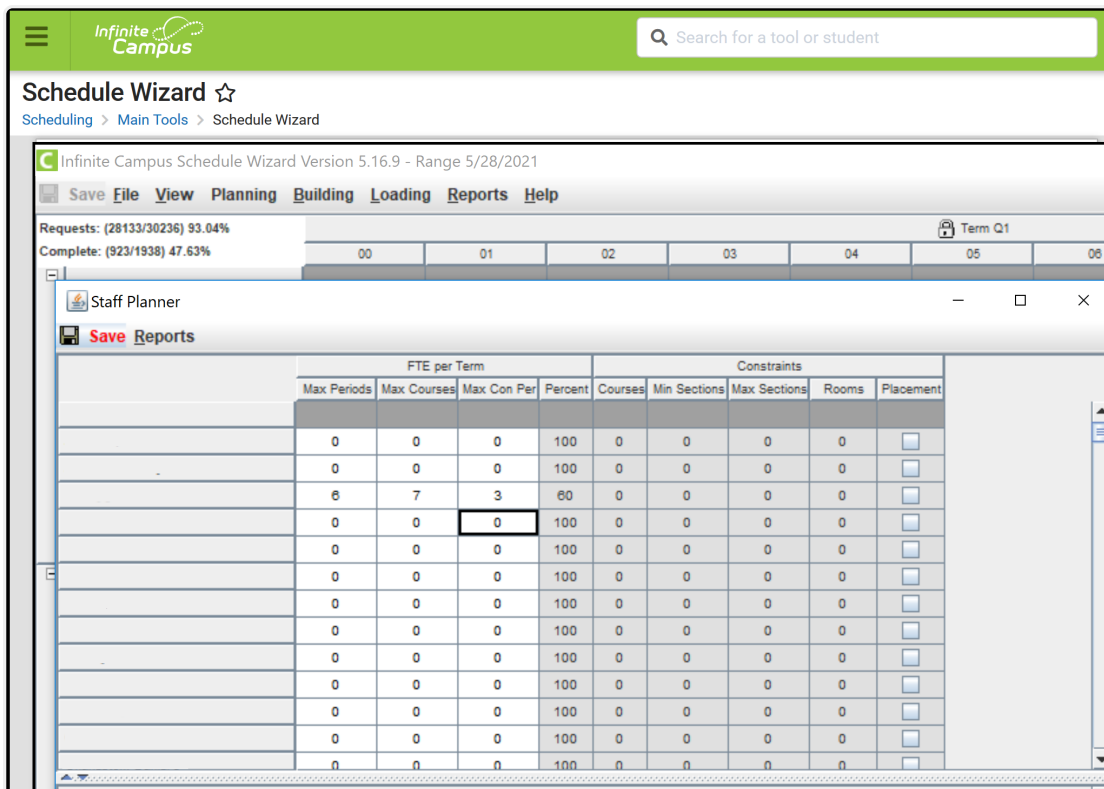 Infinite Campus
Search for a tool or student
Schedule Wizard
Scheduling > Main Tools > Schedule Wizard
C Infinite Campus Schedule Wizard Version 5.16.9 - Range 5/28/2021
Save File View Planning Building Loading Reports Help
Requests: (28133/30236) 93.04% Term Q1
Complete: (923/1938) 47.63% 00 01 02 03 04 05 06
Staff Planner
Save Reports
FTE per Term Constraints
Max Periods Max Courses Max Con Per Percent Courses Min Sections Max Sections Rooms Placement
0 0 0 100 0 0 0 0
0 0 0 100 0 0 0 0
6 7 3 60 0 0 0 0
0 0 0 100 0 0 0 0
0 0 0 100 0 0 0 0
0 0 0 100 0 0 0 0
0 0 0 100 0 0 0 0
0 0 0 100 0 0 0 0
0 0 0 100 0 0 0 0
0 0 0 100 0 0 0 0
0 0 0 100 0 0 0 0
0 0 0 100 0 0 0 0
0 0 0 100 0 0 0 0